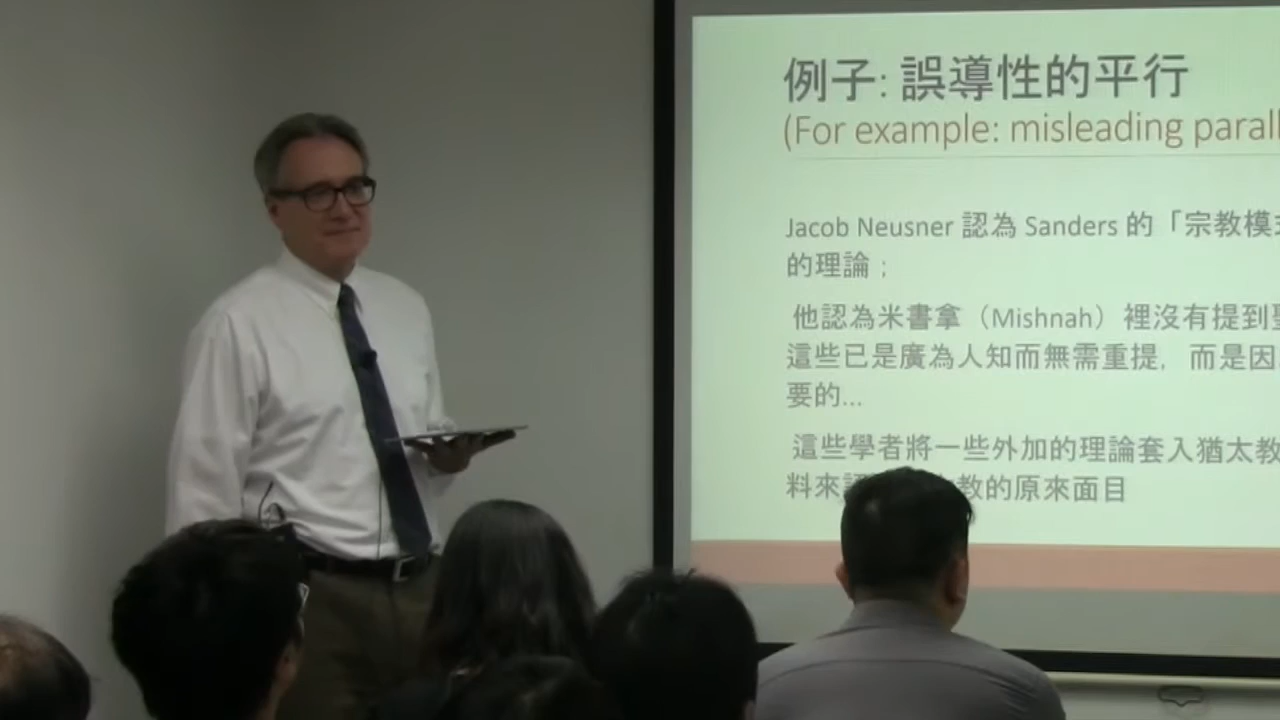 例子: 誤導性的平行
(For example: misleading
Jacob Neusner 認為 Sanders 的「宗教模
的理論；
他認為米書拿（Mishnah）裡沒有提到
這些已是廣為人知而無需重提, 而是因
要的...
這些學者將一些外加的理論套入猶太教
料來 教的原來面目